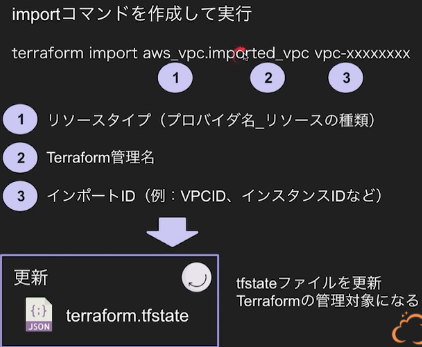 importコマンドを作成して実行
terraform import aws_vpc.imported_vpc vpc-xxxxxxxx
1 2 3
1 リソースタイプ（プロバイダ名_リソースの種類）
2 Terraform管理名
3 インポートID（例：VPCID、インスタンスIDなど）
更新
{;}
JSON
terraform.tfstate
tfstateファイルを更新
Terraformの管理対象になる